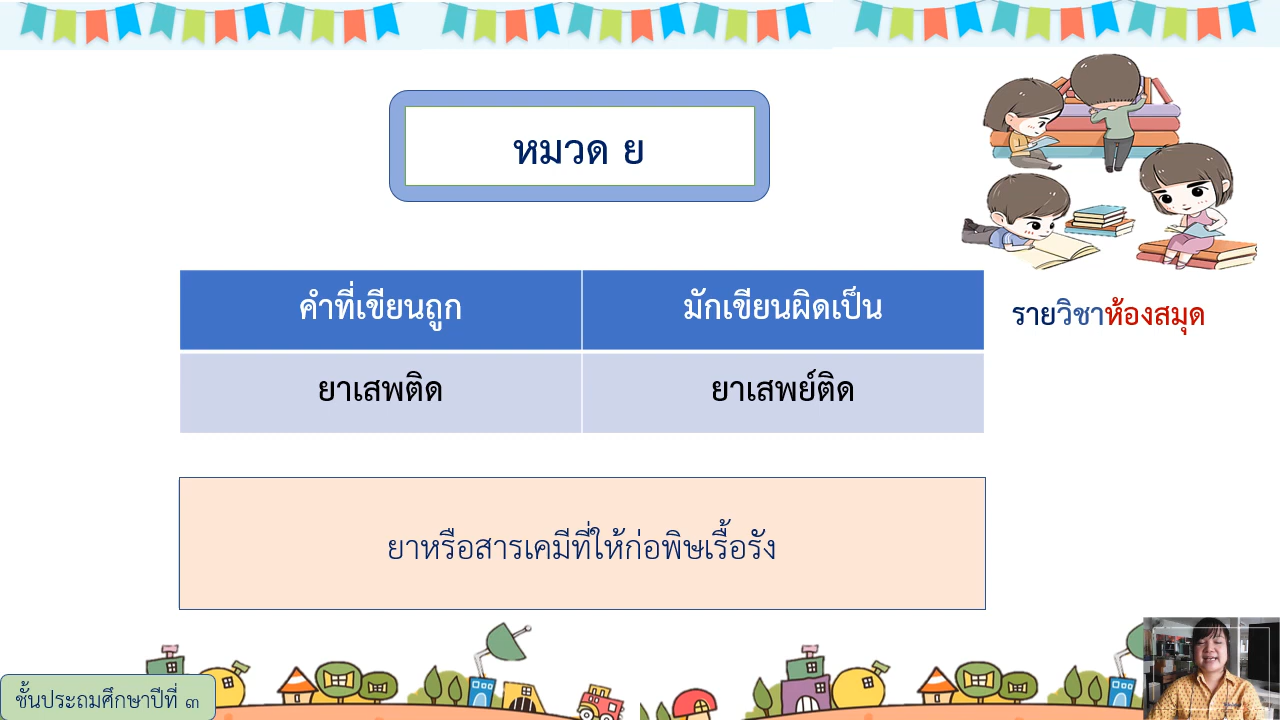 หมวด ย
คำที่เขียนถูก
มักเขียนผิดเป็น
ยาเสพติด
ยาเสพย์ติด
รายวิชาห้องสมุด
ยาหรือสารเคมีที่ให้ก่อพิษเรื้อรัง
ชั้นประถมศึกษาปีที่ ๓